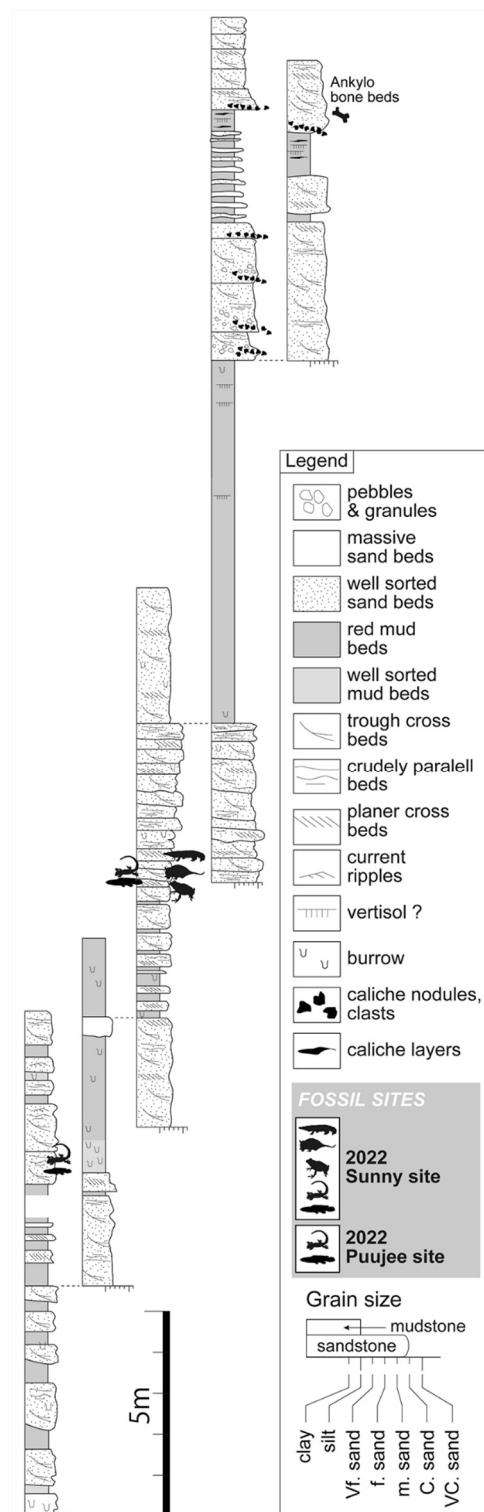 Ankylo
bone beds
Legend
pebbles
& granules
massive
sand beds
well sorted
sand beds
red mud
beds
well sorted
mud beds
trough cross
beds
crudely paralell
beds
planer cross
beds
current
ripples
vertisol ?
burrow
caliche nodules,
clasts
caliche layers
FOSSIL SITES
2022
Sunny site
2022
Puujee site
Grain size
mudstone
sandstone
clay
silt
Vf. sand
f. sand
m. sand
C. sand
VC. sand
5m